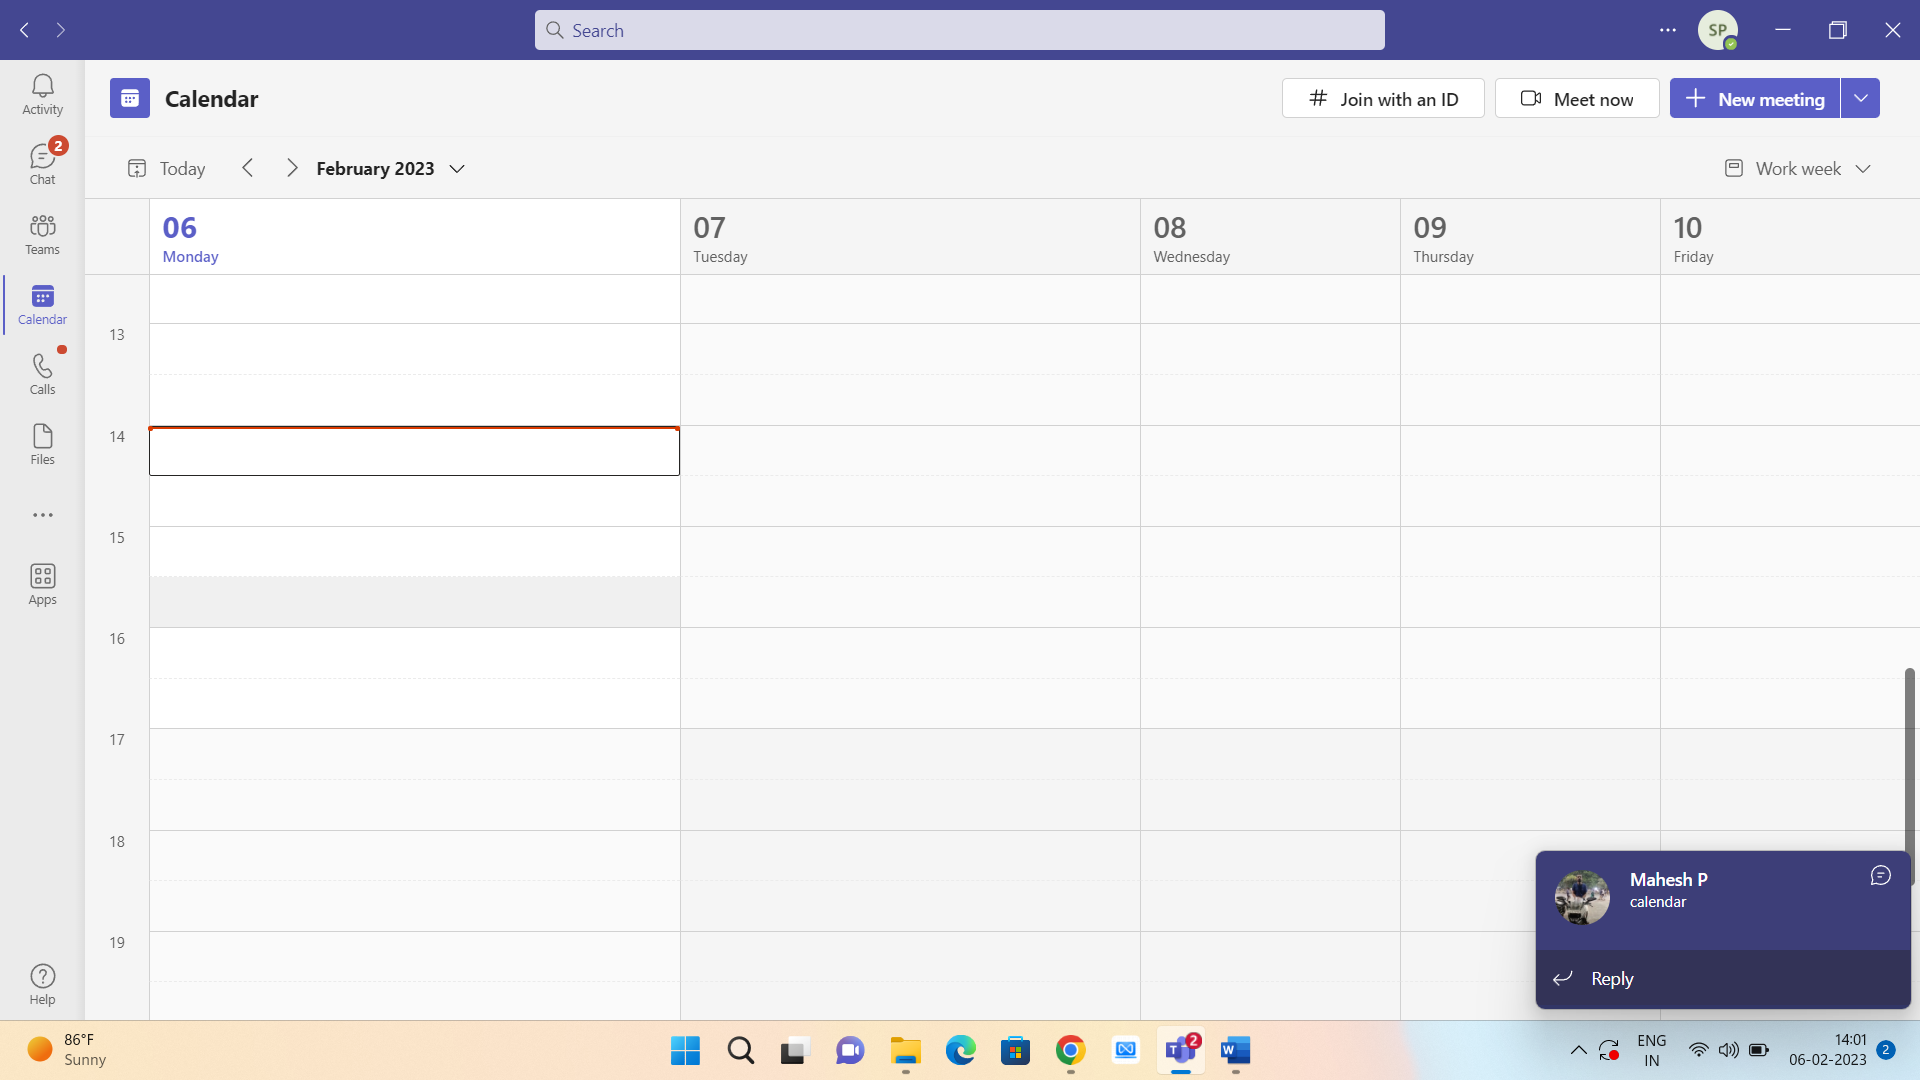 Search
SP
Activity
2
Chat
Teams
Calendar
Calls
Files
Apps
Help
Calendar
# Join with an ID
Meet now
New meeting
Today
February 2023
Work week
06
Monday
07
Tuesday
08
Wednesday
09
Thursday
10
Friday
13
14
15
16
17
18
19
Mahesh P
calendar
Reply
86°F
Sunny
T 2
W
ENG
IN
14:01
06-02-2023
2